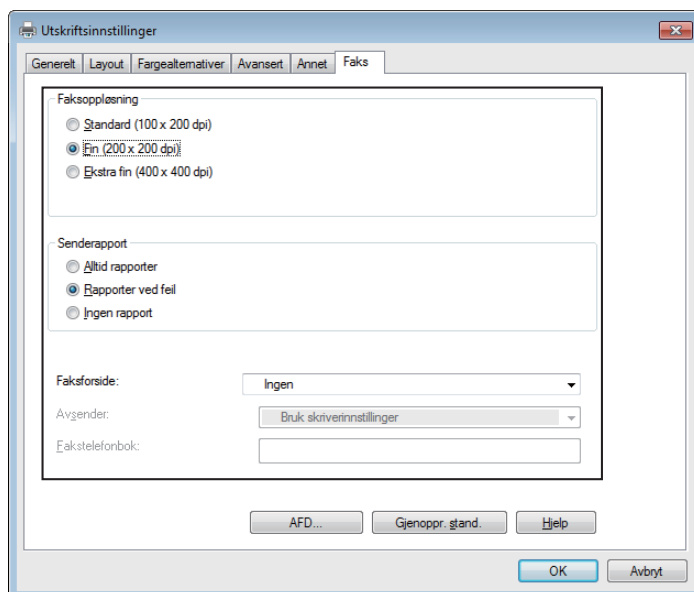 Utskriftsinnstillinger
Generelt Layout Fargealternativer Avansert Annet Faks
Faksoppløsning
Standard (100 x 200 dpi)
Fin (200 x 200 dpi)
Ekstra fin (400 x 400 dpi)
Senderapport
Alltid rapporter
Rapporter ved feil
Ingen rapport
Faksforside: Ingen
Avsender: Bruk skriverinnstillinger
Fakstelefonbok:
AFD... Gjenoppr. stand. Hjelp
OK Avbryt